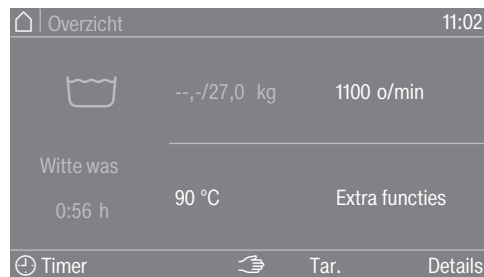 Overzicht 11:02
--,-/27,0 kg 1100 o/min
Witte was
0:56 h
90 °C Extra functies
Timer Tar. Details